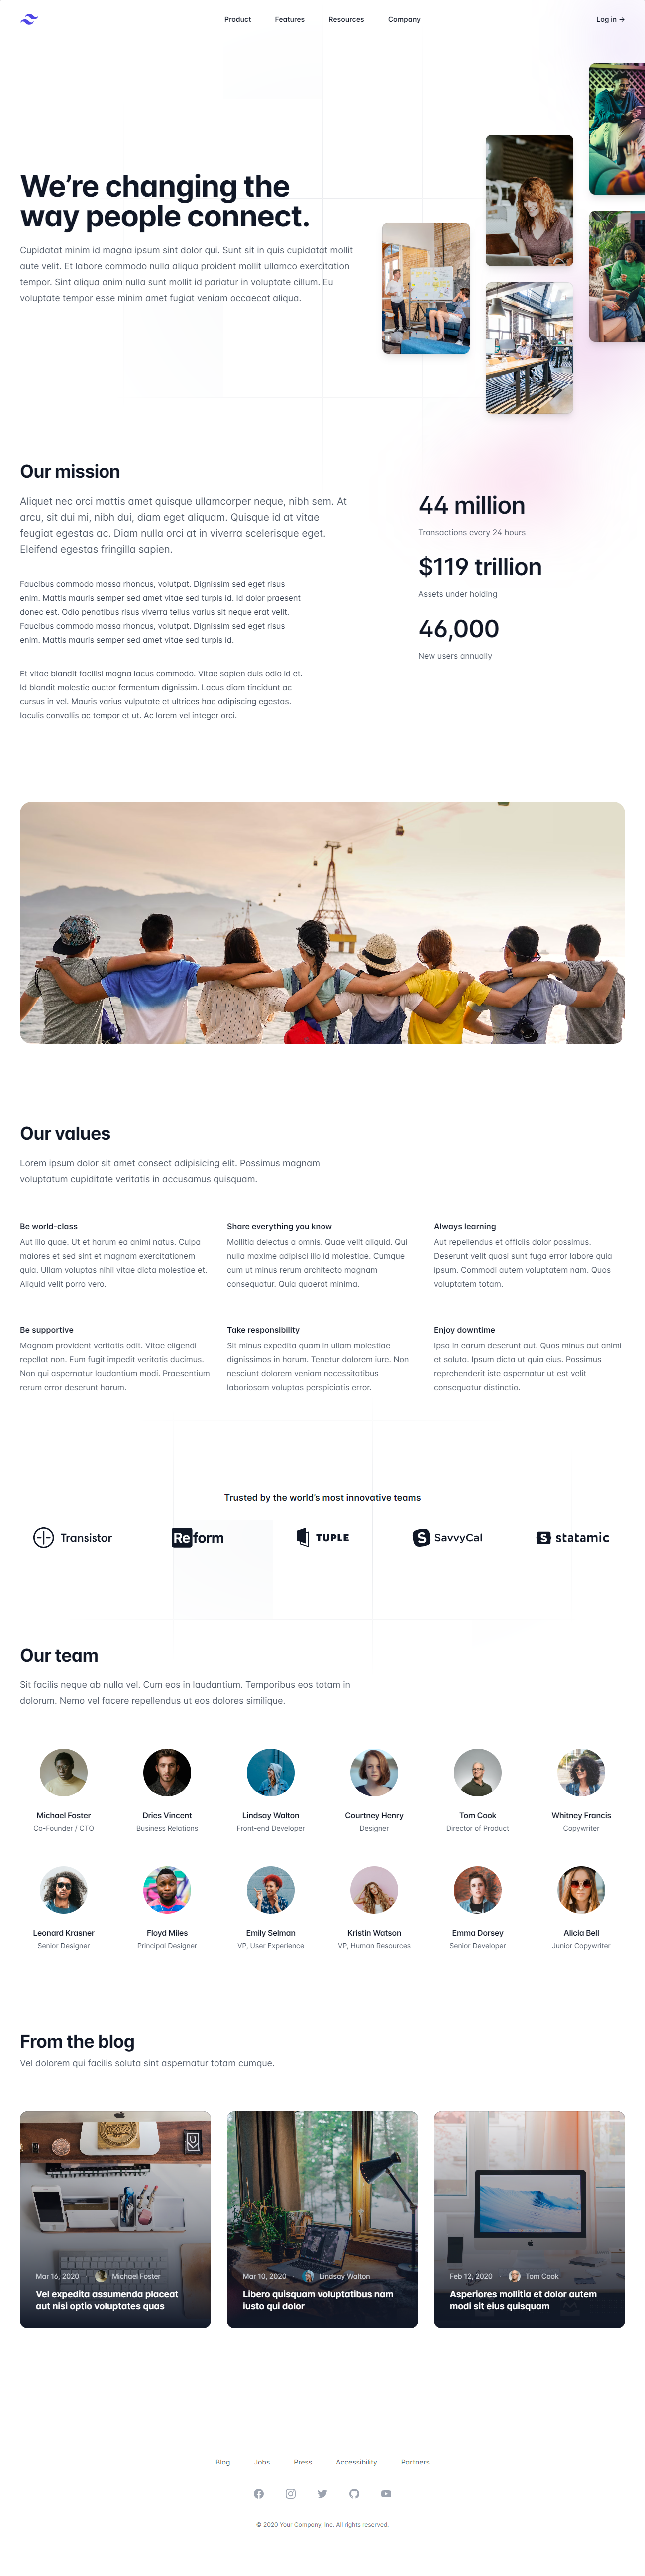 Product Features Resources Company Log in →
We're changing the
way people connect.
Cupidatat minim id magna ipsum sint dolor qui. Sunt sit in quis cupidatat mollit
aute velit. Et labore commodo nulla aliqua proident mollit ullamco exercitation
tempor. Sint aliqua anim nulla sunt mollit id pariatur in voluptate cillum. Eu
voluptate tempor esse minim amet fugiat veniam occaecat aliqua.
Our mission
Aliquet nec orci mattis amet quisque ullamcorper neque, nibh sem. At
arcu, sit dui mi, nibh dui, diam eget aliquam. Quisque id at vitae
feugiat egestas ac. Diam nulla orci at in viverra scelerisque eget.
Eleifend egestas fringilla sapien.
Faucibus commodo massa rhoncus, volutpat. Dignissim sed eget risus
enim. Mattis mauris semper sed amet vitae sed turpis id. Id dolor praesent
donec est. Odio penatibus risus viverra tellus varius sit neque erat velit.
Faucibus commodo massa rhoncus, volutpat. Dignissim sed eget risus
enim. Mattis mauris semper sed amet vitae sed turpis id.
Et vitae blandit facilisi magna lacus commodo. Vitae sapien duis odio id et.
Id blandit molestie auctor fermentum dignissim. Lacus diam tincidunt ac
cursus in vel. Mauris varius vulputate et ultrices hac adipiscing egestas.
Iaculis convallis ac tempor et ut. Ac lorem vel integer orci.
44 million
Transactions every 24 hours
$119 trillion
Assets under holding
46,000
New users annually
Our values
Lorem ipsum dolor sit amet consect adipisicing elit. Possimus magnam
voluptatum cupiditate veritatis in accusamus quisquam.
Be world-class
Aut illo quae. Ut et harum ea animi natus. Culpa
maiores et sed sint et magnam exercitationem
quia. Ullam voluptas nihil vitae dicta molestiae et.
Aliquid velit porro vero.
Share everything you know
Mollitia delectus a omnis. Quae velit aliquid. Qui
nulla maxime adipisci illo id molestiae. Cumque
cum ut minus rerum architecto magnam
consequatur. Quia quaerat minima.
Always learning
Aut repellendus et officiis dolor possimus.
Deserunt velit quasi sunt fuga error labore quia
ipsum. Commodi autem voluptatem nam. Quos
voluptatem totam.
Be supportive
Magnam provident veritatis odit. Vitae eligendi
repellat non. Eum fugit impedit veritatis ducimus.
Non qui aspernatur laudantium modi. Praesentium
rerum error deserunt harum.
Take responsibility
Sit minus expedita quam in ullam molestiae
dignissimos in harum. Tenetur dolorem iure. Non
nesciunt dolorem veniam necessitatibus
laboriosam voluptas perspiciatis error.
Enjoy downtime
Ipsa in earum deserunt aut. Quos minus aut animi
et soluta. Ipsum dicta ut quia eius. Possimus
reprehenderit iste aspernatur ut est velit
consequatur distinctio.
Trusted by the world's most innovative teams
Transistor Reform TUPLE SavvyCal statamic
Our team
Sit facilis neque ab nulla vel. Cum eos in laudantium. Temporibus eos totam in
dolorum. Nemo vel facere repellendus ut eos dolores similique.
Michael Foster
Co-Founder / CTO
Dries Vincent
Business Relations
Lindsay Walton
Front-end Developer
Courtney Henry
Designer
Tom Cook
Director of Product
Whitney Francis
Copywriter
Leonard Krasner
Senior Designer
Floyd Miles
Principal Designer
Emily Selman
VP, User Experience
Kristin Watson
VP, Human Resources
Emma Dorsey
Senior Developer
Alicia Bell
Junior Copywriter
From the blog
Vel dolorem qui facilis soluta sint aspernatur totam cumque.
Mar 16, 2020 Michael Foster
Vel expedita assumenda placeat
aut nisi optio voluptates quas
Mar 10, 2020 Lindsay Walton
Libero quisquam voluptatibus nam
iusto qui dolor
Feb 12, 2020 Tom Cook
Asperiores mollitia et dolor autem
modi sit eius quisquam
Blog Jobs Press Accessibility Partners
© 2020 Your Company, Inc. All rights reserved.